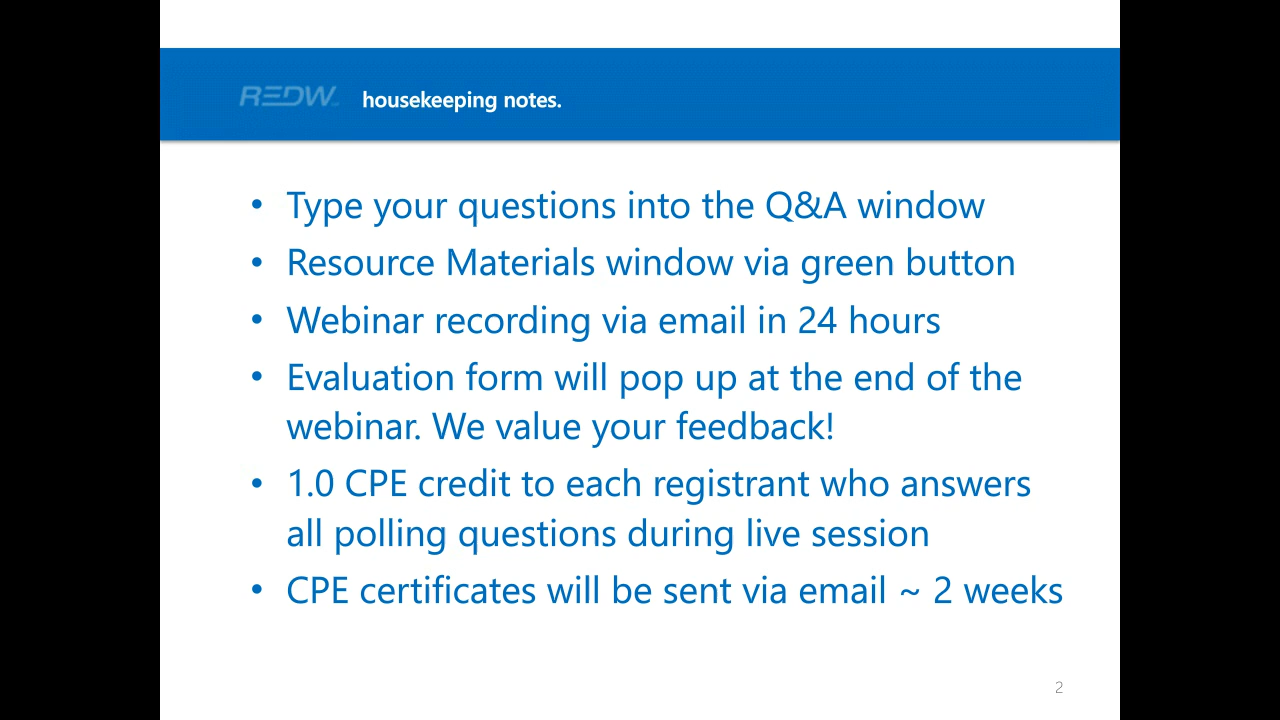 REDW housekeeping notes.
• Type your questions into the Q&A window
• Resource Materials window via green button
• Webinar recording via email in 24 hours
• Evaluation form will pop up at the end of the
webinar. We value your feedback!
• 1.0 CPE credit to each registrant who answers
all polling questions during live session
• CPE certificates will be sent via email ~ 2 weeks
2